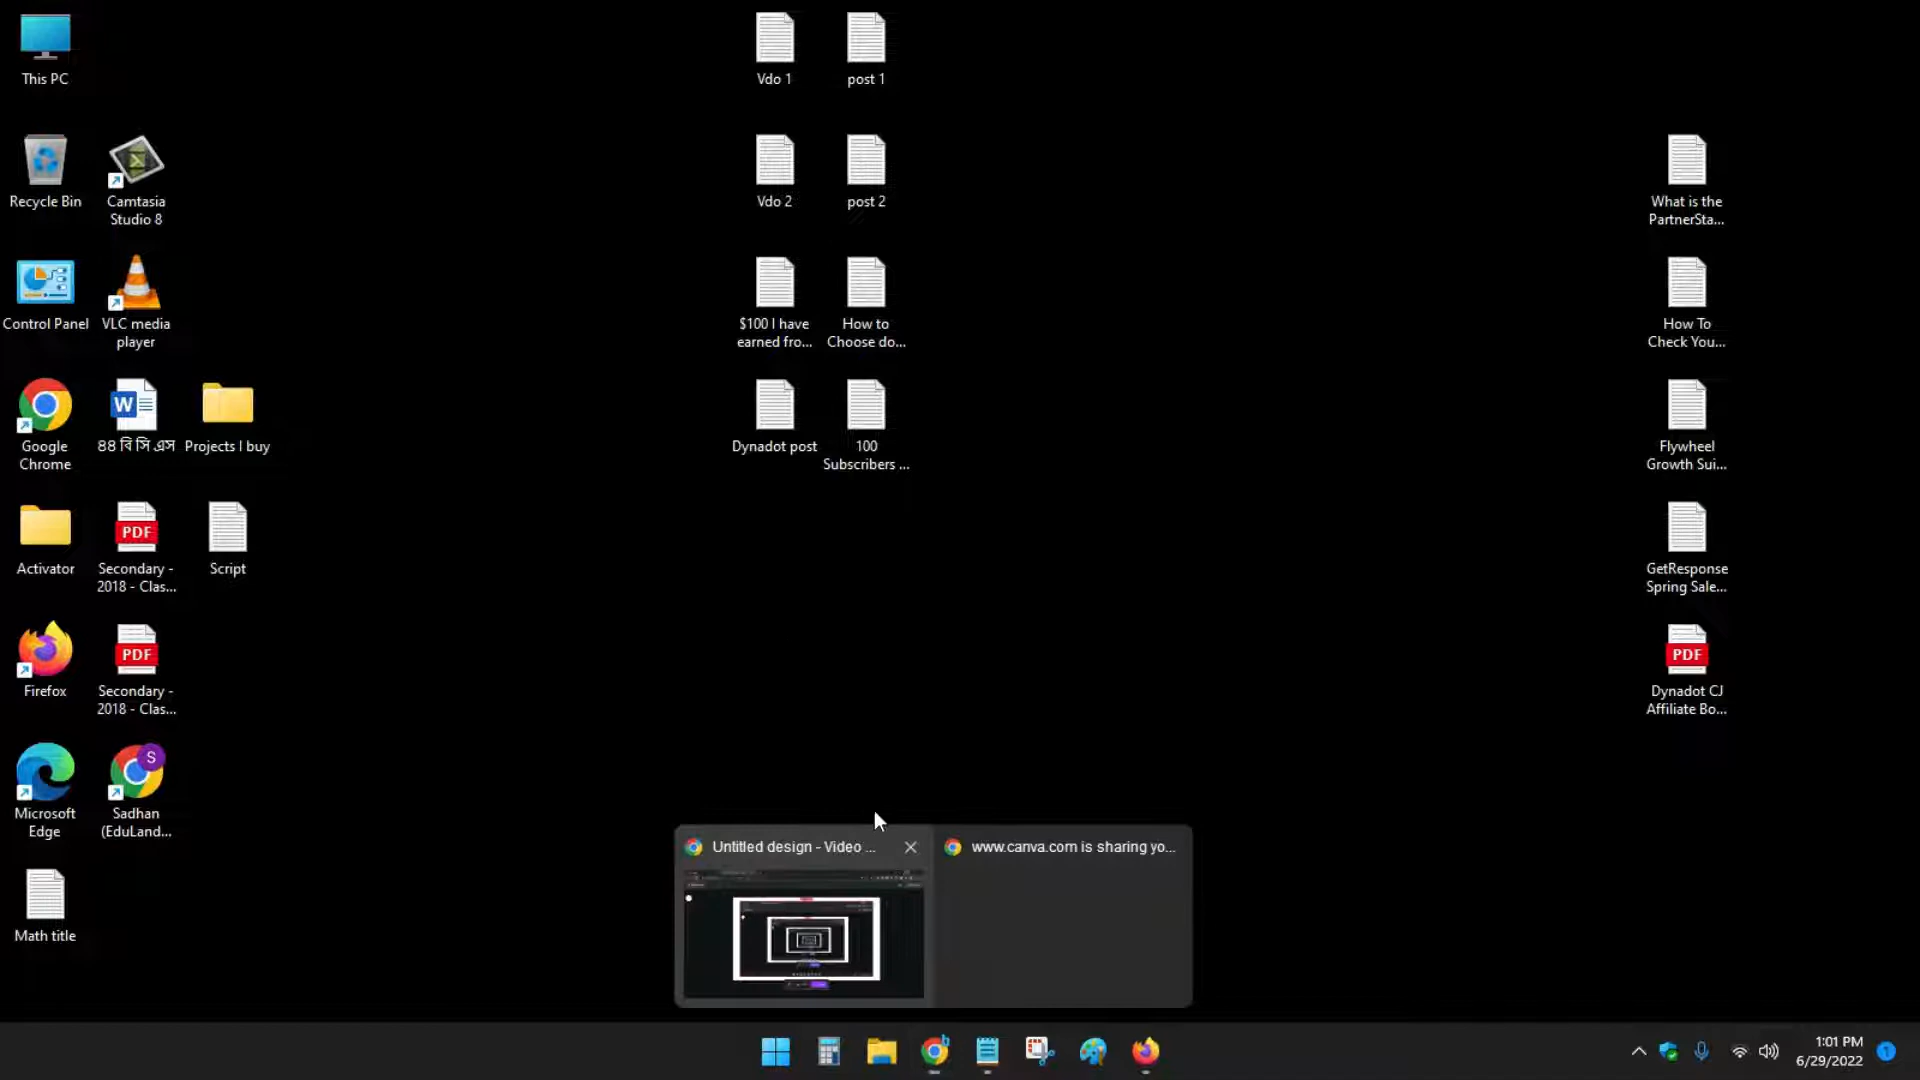 This PC
Vdo 1
post 1
Recycle Bin
Camtasia
Studio 8
Vdo 2
post 2
What is the
PartnerSta...
Control Panel
VLC media
player
$100 I have
earned fro...
How to
Choose do...
How To
Check You...
Google
Chrome
৪৪ বি সি এস
Projects I buy
Dynadot post
100
Subscribers ...
Flywheel
Growth Sui...
Activator
Secondary -
2018 - Clas...
Script
GetResponse
Spring Sale...
Firefox
Secondary -
2018 - Clas...
Dynadot CJ
Affiliate Bo...
Microsoft
Edge
Sadhan
(EduLand...
Math title
Untitled design - Video ...
www.canva.com is sharing yo...
1:01 PM
6/29/2022
1
W
PDF
PDF
PDF
S